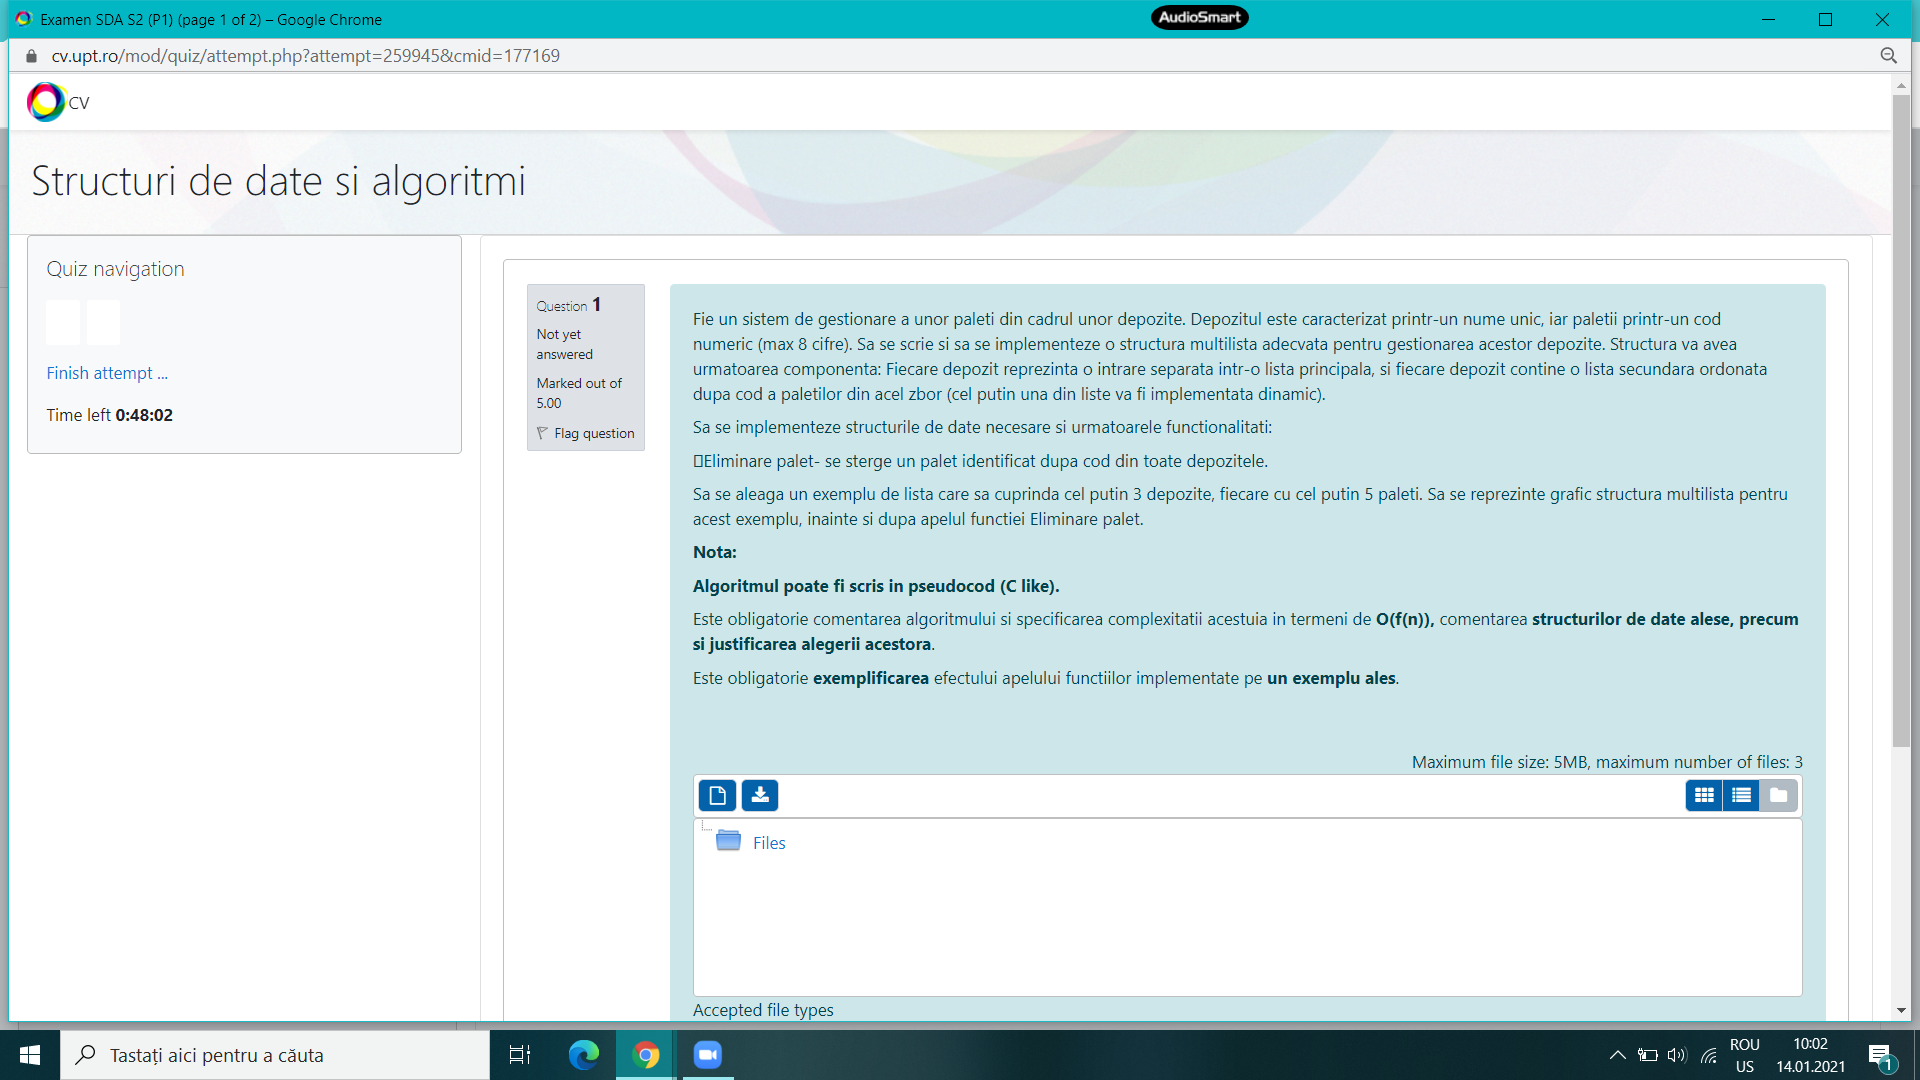 Examen SDA S2 (P1) (page 1 of 2) – Google Chrome
AudioSmart
cv.upt.ro/mod/quiz/attempt.php?attempt=259945&cmid=177169
CV
Structuri de date si algoritmi
Quiz navigation
Finish attempt ...
Time left 0:48:02
Question 1
Not yet
answered
Marked out of
5.00
Flag question
Fie un sistem de gestionare a unor paleti din cadrul unor depozite. Depozitul este caracterizat printr-un nume unic, iar paletii printr-un cod
numeric (max 8 cifre). Sa se scrie si sa se implementeze o structura multilista adecvata pentru gestionarea acestor depozite. Structura va avea
urmatoarea componenta: Fiecare depozit reprezinta o intrare separata intr-o lista principala, si fiecare depozit contine o lista secundara ordonata
dupa cod a paletilor din acel zbor (cel putin una din liste va fi implementata dinamic).
Sa se implementeze structurile de date necesare si urmatoarele functionalitati:
Eliminare palet- se sterge un palet identificat dupa cod din toate depozitele.
Sa se aleaga un exemplu de lista care sa cuprinda cel putin 3 depozite, fiecare cu cel putin 5 paleti. Sa se reprezinte grafic structura multilista pentru
acest exemplu, inainte si dupa apelul functiei Eliminare palet.
Nota:
Algoritmul poate fi scris in pseudocod (C like).
Este obligatorie comentarea algoritmului si specificarea complexitatii acestuia in termeni de O(f(n)), comentarea structurilor de date alese, precum
si justificarea alegerii acestora.
Este obligatorie exemplificarea efectului apelului functiilor implementate pe un exemplu ales.
Maximum file size: 5MB, maximum number of files: 3
Files
Accepted file types
Tastați aici pentru a căuta
ROU
US
10:02
14.01.2021
1